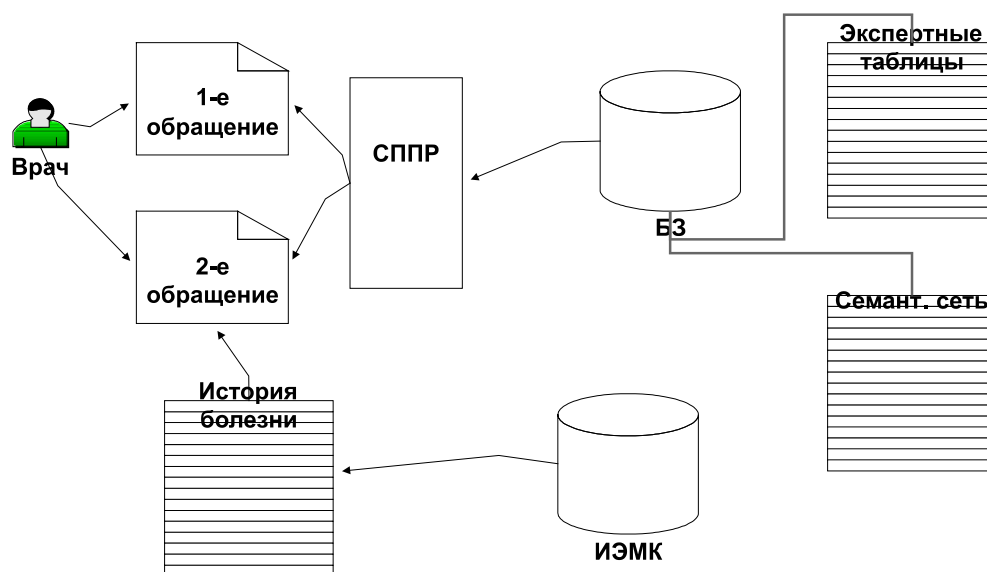 Экспертные
таблицы
1-е
обращение
СППР
Врач
БЗ
2-е
обращение
Семант. сеть
История
болезни
ИЭМК